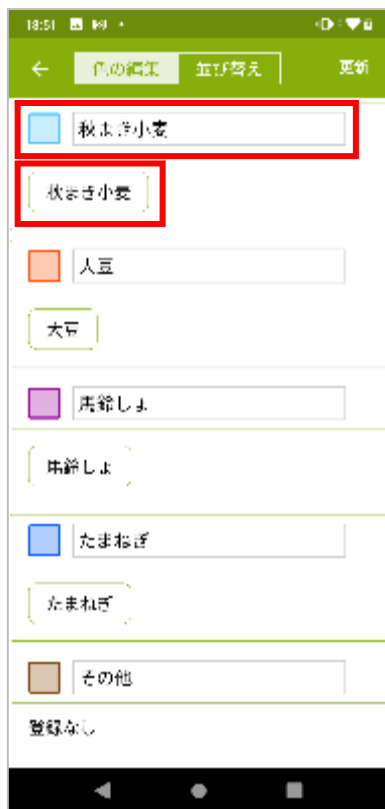 18:51
色の編集 並び替え 更新
秋まき小麦
秋まき小麦
大豆
大豆
馬鈴しょ
馬鈴しょ
たまねぎ
たまねぎ
その他
登録なし